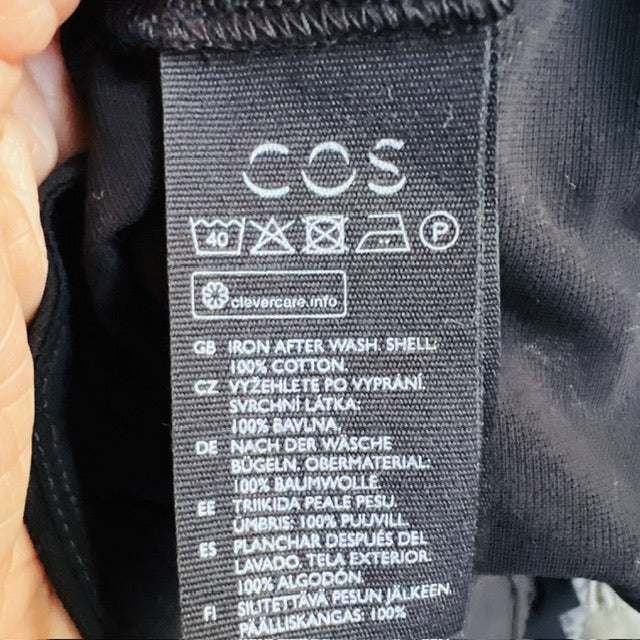 COS
40 P
clevercare.info
GB IRON AFTER WASH. SHELL:
100% COTTON.
CZ VYŽEHLETE PO VYPRÁNÍ.
SVRCHNÍ LÁTKA:
100% BAVLNA.
DE NACH DER WÄSCHE
BÜGELN. OBERMATERIAL:
100% BAUMWOLLE
EE TRIIKIDA PEALE PESU.
ÜMBRIS: 100% PUUVILL.
ES PLANCHAR DESPUÉS DEL
LAVADO. TELA EXTERIOR.
100% ALGODÓN.
FI SILITETTÄVÄ PESUN JÄLKEEN.
PÄÄLLISKANGAS: 100%